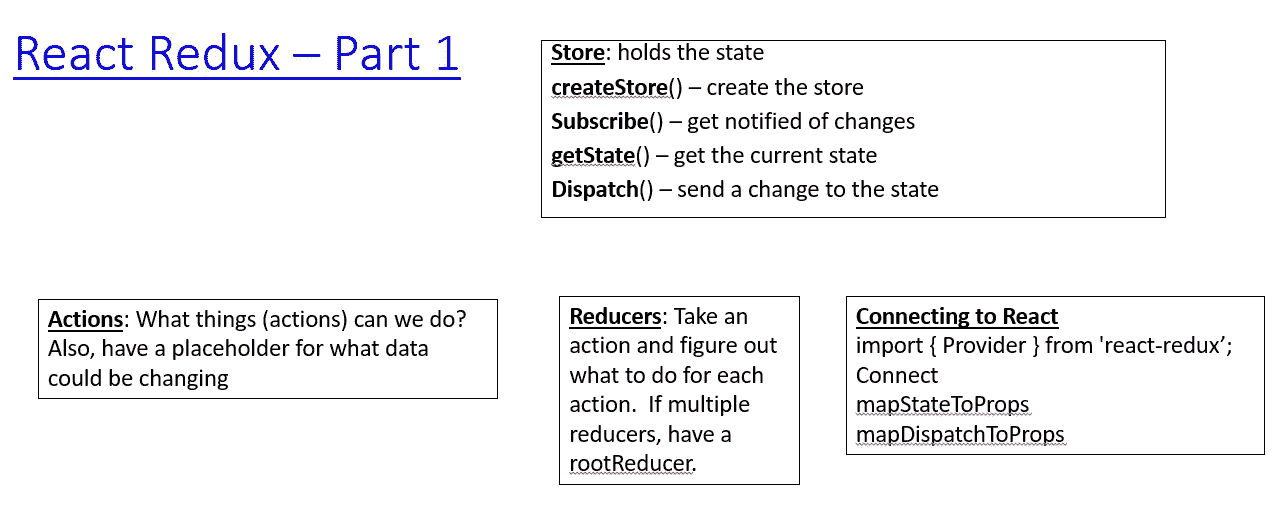 React Redux – Part 1
Store: holds the state
createStore() – create the store
Subscribe() – get notified of changes
getState() – get the current state
Dispatch() – send a change to the state
Actions: What things (actions) can we do?
Also, have a placeholder for what data
could be changing
Reducers: Take an
action and figure out
what to do for each
action.  If multiple
reducers, have a
rootReducer.
Connecting to React
import { Provider } from 'react-redux’;
Connect
mapStateToProps
mapDispatchToProps